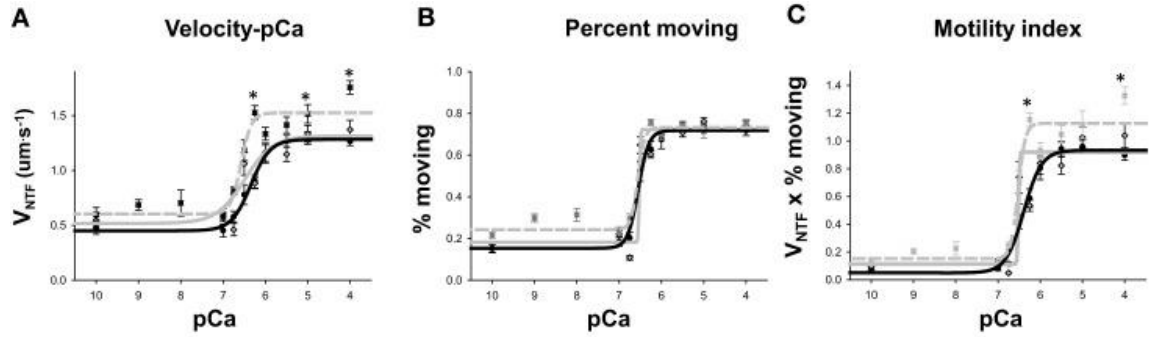 A
Velocity-pCa
V_NTF (um·s⁻¹)
1.5
1.0
0.5
0.0
*
*
*
10 9 8 7 6 5 4
pCa
B
Percent moving
% moving
1.0
0.8
0.6
0.4
0.2
0.0
10 9 8 7 6 5 4
pCa
C
Motility index
V_NTF x % moving
1.4
1.2
1.0
0.8
0.6
0.4
0.2
0.0
*
*
10 9 8 7 6 5 4
pCa